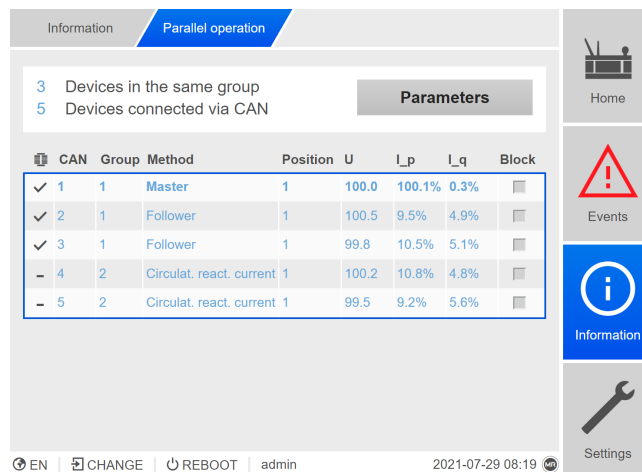 Information
Parallel operation
3 Devices in the same group
5 Devices connected via CAN
Parameters
CAN Group Method Position U I_p I_q Block
1 1 Master 1 100.0 100.1% 0.3%
2 1 Follower 1 100.5 9.5% 4.9%
3 1 Follower 1 99.8 10.5% 5.1%
4 2 Circulat. react. current 1 100.2 10.8% 4.8%
5 2 Circulat. react. current 1 99.5 9.2% 5.6%
Home
Events
Information
Settings
EN CHANGE REBOOT admin 2021-07-29 08:19 MR